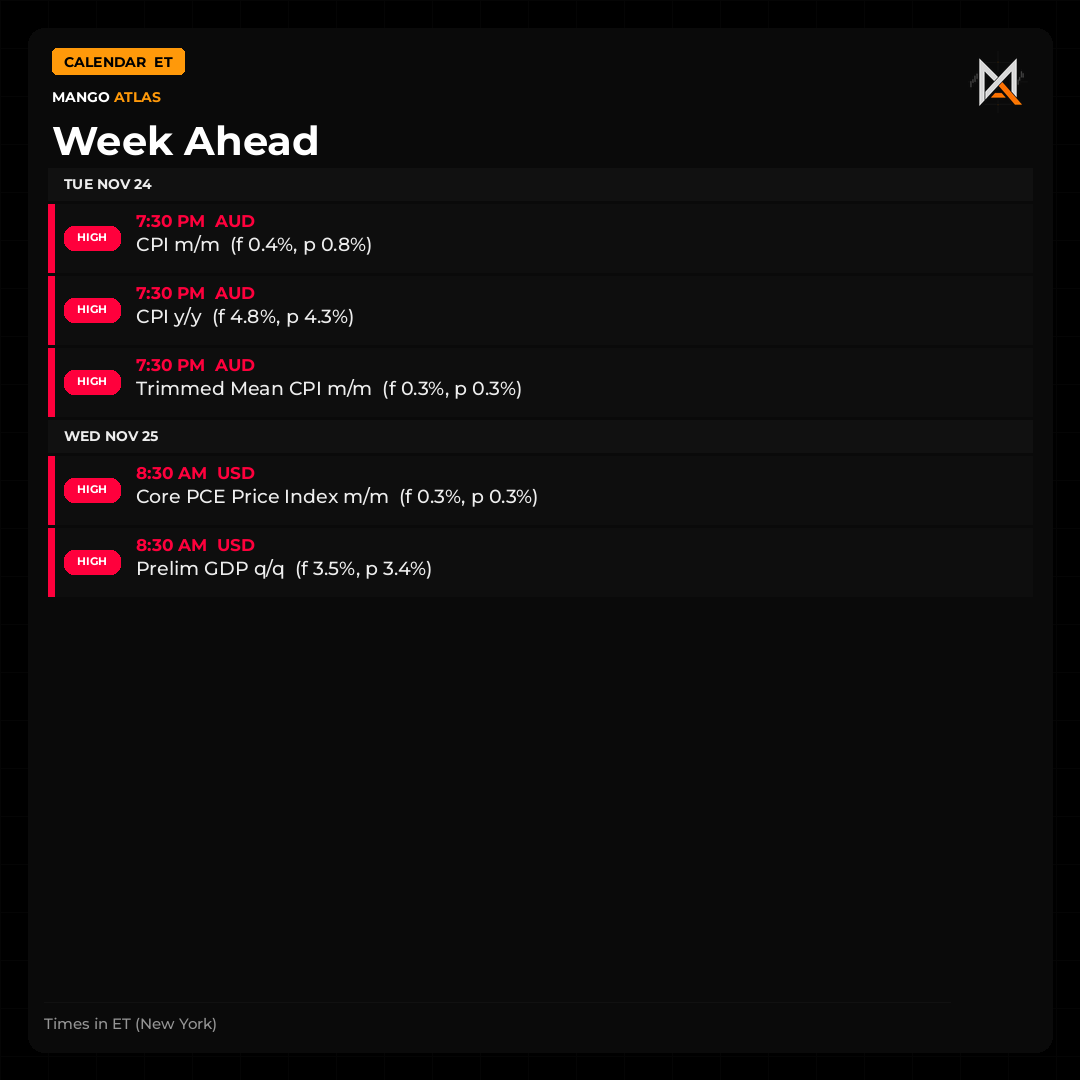 CALENDAR ET
MANGO ATLAS
Week Ahead
TUE NOV 24
7:30 PM AUD
HIGH
CPI m/m (f 0.4%, p 0.8%)
7:30 PM AUD
HIGH
CPI y/y (f 4.8%, p 4.3%)
7:30 PM AUD
HIGH
Trimmed Mean CPI m/m (f 0.3%, p 0.3%)
WED NOV 25
8:30 AM USD
HIGH
Core PCE Price Index m/m (f 0.3%, p 0.3%)
8:30 AM USD
HIGH
Prelim GDP q/q (f 3.5%, p 3.4%)
Times in ET (New York)